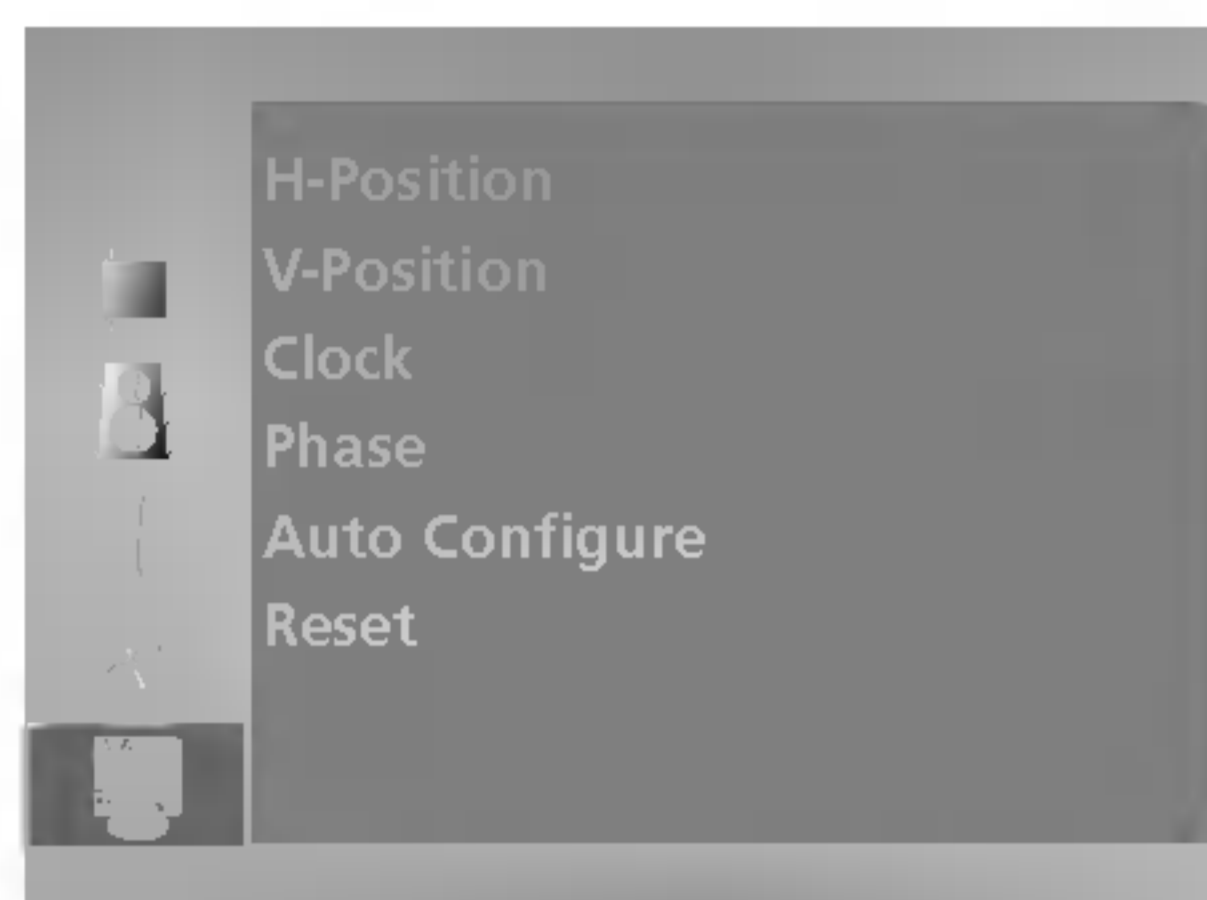 H-Position
V-Position
Clock
Phase
Auto Configure
Reset